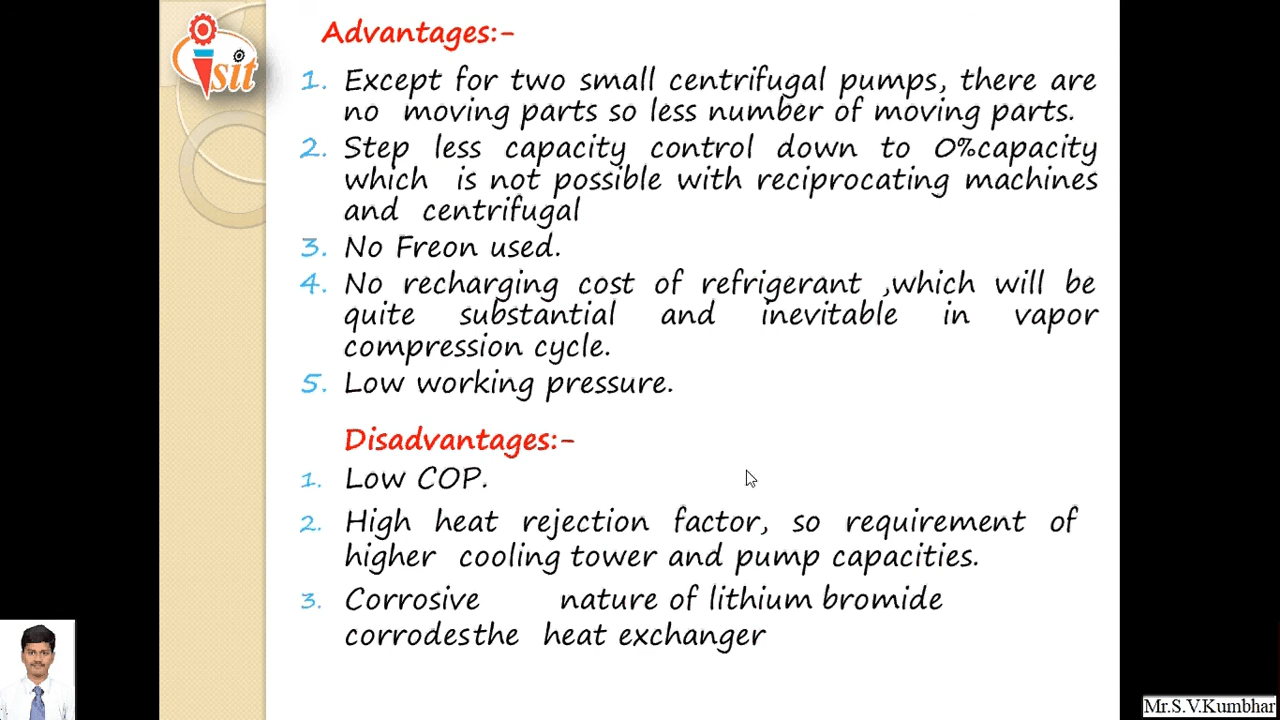 sit
Advantages:-
1. Except for two small centrifugal pumps, there are
no moving parts so less number of moving parts.
2. Step less capacity control down to 0%capacity
which is not possible with reciprocating machines
and centrifugal
3. No Freon used.
4. No recharging cost of refrigerant ,which will be
quite substantial and inevitable in vapor
compression cycle.
5. Low working pressure.
Disadvantages:-
1. Low COP.
2. High heat rejection factor, so requirement of
higher cooling tower and pump capacities.
3. Corrosive nature of lithium bromide
corrodesthe heat exchanger
Mr.S.V.Kumbhar